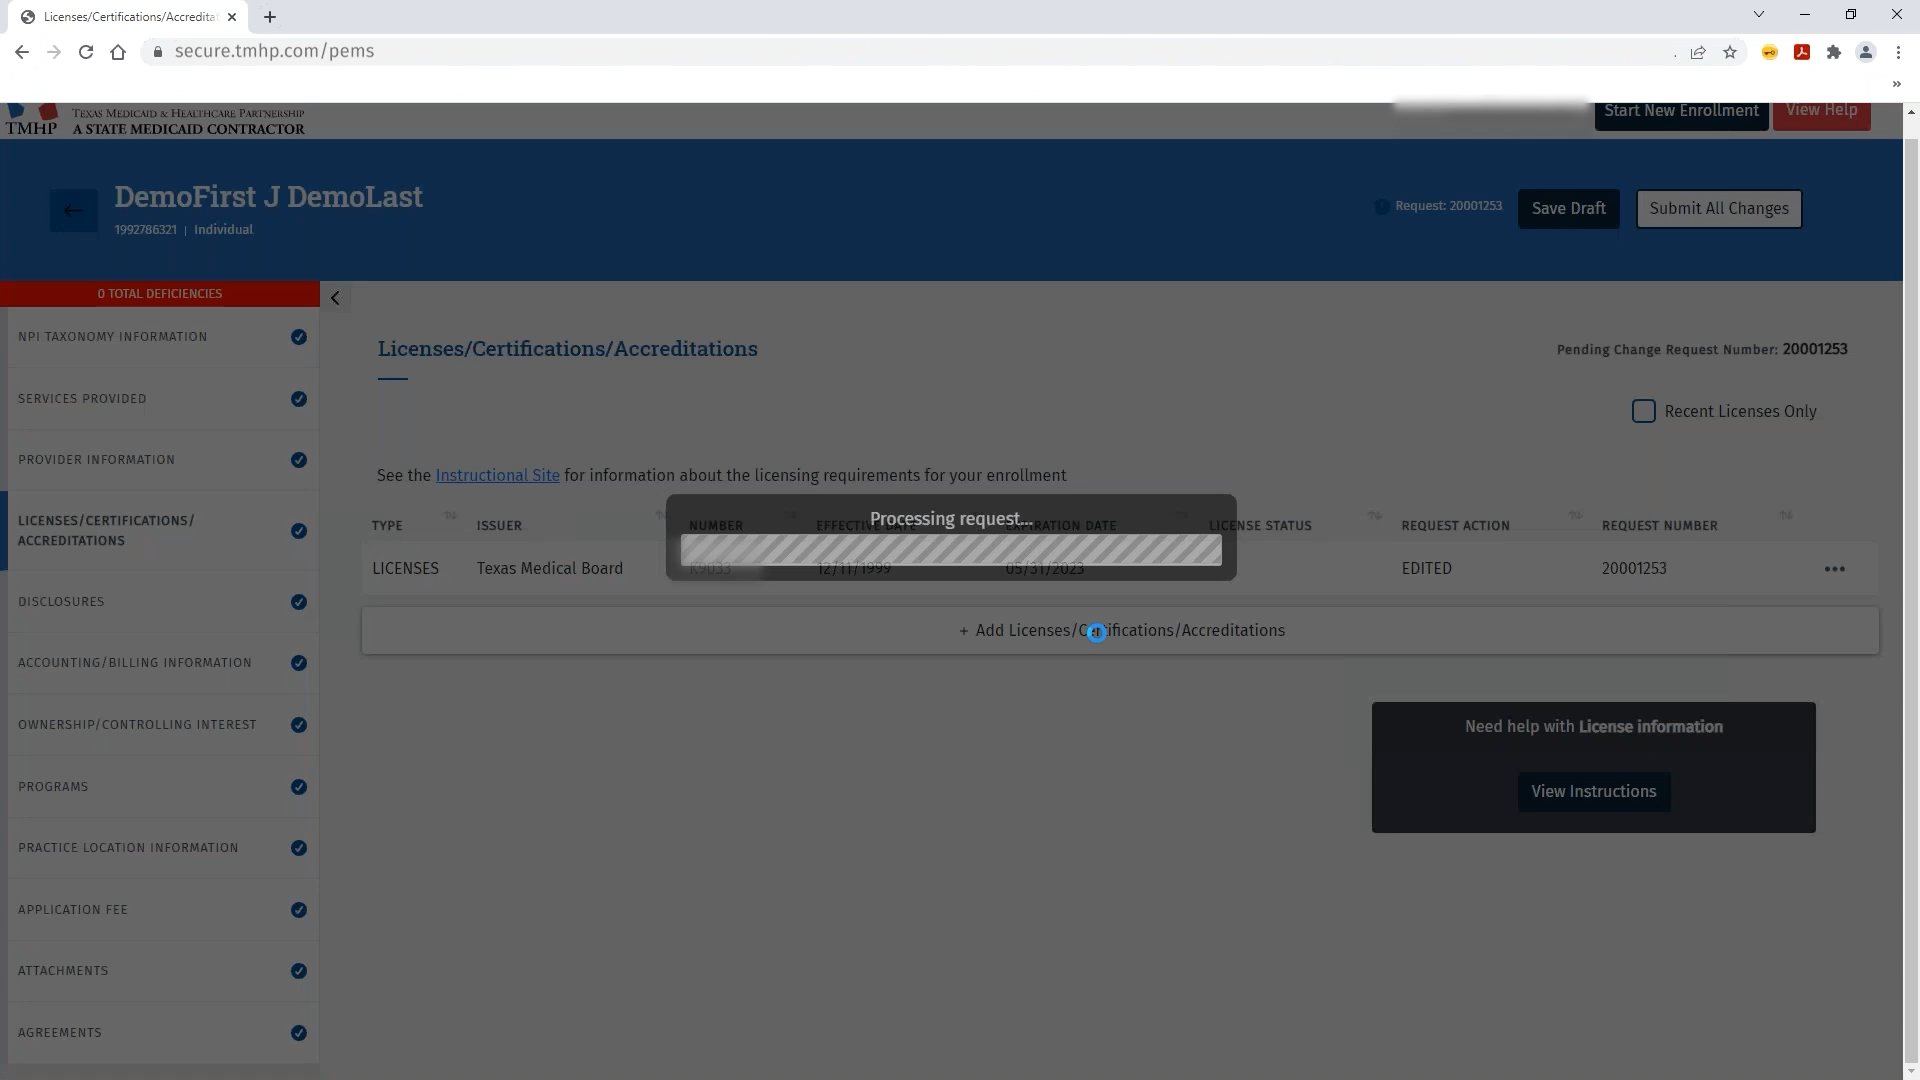 Licenses/Certifications/Accredita
secure.tmhp.com/pems
TMHP
TEXAS MEDICAID & HEALTHCARE PARTNERSHIP
A STATE MEDICAID CONTRACTOR
Start New Enrollment
View Help
DemoFirst J DemoLast
1992786321 | Individual
Request: 20001253
Save Draft
Submit All Changes
0 TOTAL DEFICIENCIES
NPI TAXONOMY INFORMATION
SERVICES PROVIDED
PROVIDER INFORMATION
LICENSES/CERTIFICATIONS/
ACCREDITATIONS
DISCLOSURES
ACCOUNTING/BILLING INFORMATION
OWNERSHIP/CONTROLLING INTEREST
PROGRAMS
PRACTICE LOCATION INFORMATION
APPLICATION FEE
ATTACHMENTS
AGREEMENTS
Licenses/Certifications/Accreditations
Pending Change Request Number: 20001253
Recent Licenses Only
See the Instructional Site for information about the licensing requirements for your enrollment
Processing request...
TYPE ISSUER NUMBER EFFECTIVE DATE EXPIRATION DATE LICENSE STATUS REQUEST ACTION REQUEST NUMBER
LICENSES Texas Medical Board K9033 12/11/1999 05/31/2023 EDITED 20001253
+ Add Licenses/Certifications/Accreditations
Need help with License information
View Instructions